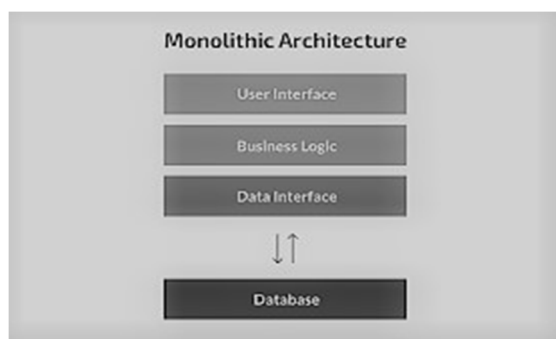 Monolithic Architecture
User Interface
Business Logic
Data Interface
Database